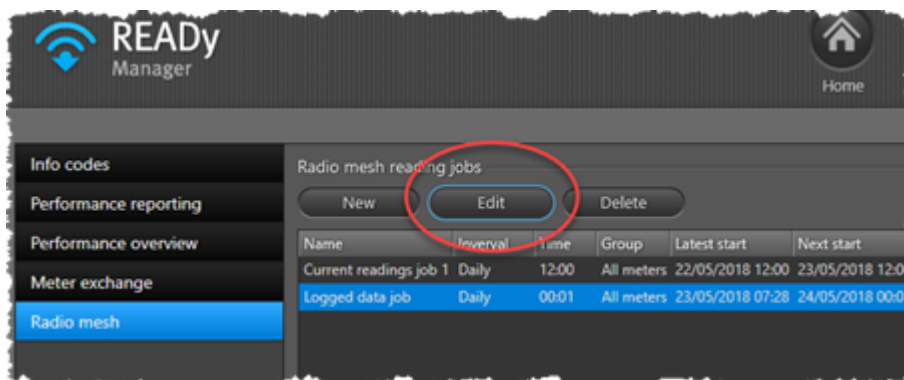 READy
Manager
Home
Info codes
Performance reporting
Performance overview
Meter exchange
Radio mesh
Radio mesh reading jobs
New Edit Delete
Name Inverval Time Group Latest start Next start
Current readings job 1 Daily 12:00 All meters 22/05/2018 12:00 23/05/2018 12:0
Logged data job Daily 00:01 All meters 23/05/2018 07:28 24/05/2018 00:0